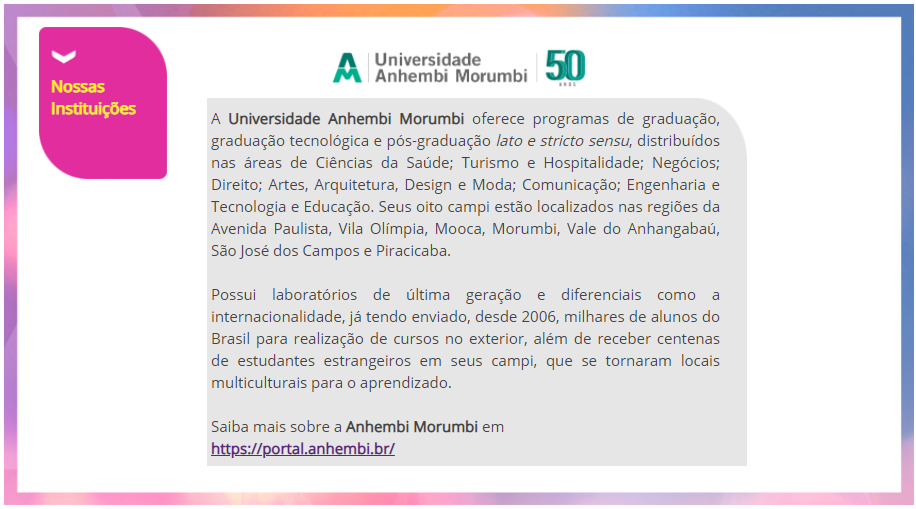 Nossas
Instituições
Universidade
Anhembi Morumbi
50
ANOS
A Universidade Anhembi Morumbi oferece programas de graduação,
graduação tecnológica e pós-graduação lato e stricto sensu, distribuídos
nas áreas de Ciências da Saúde; Turismo e Hospitalidade; Negócios;
Direito; Artes, Arquitetura, Design e Moda; Comunicação; Engenharia e
Tecnologia e Educação. Seus oito campi estão localizados nas regiões da
Avenida Paulista, Vila Olímpia, Mooca, Morumbi, Vale do Anhangabaú,
São José dos Campos e Piracicaba.
Possui laboratórios de última geração e diferenciais como a
internacionalidade, já tendo enviado, desde 2006, milhares de alunos do
Brasil para realização de cursos no exterior, além de receber centenas
de estudantes estrangeiros em seus campi, que se tornaram locais
multiculturais para o aprendizado.
Saiba mais sobre a Anhembi Morumbi em
https://portal.anhembi.br/